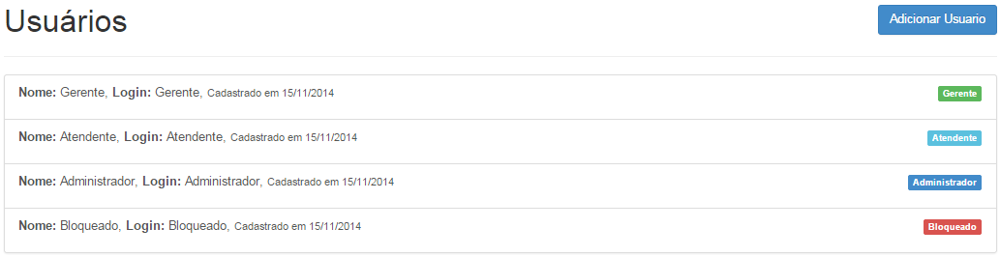 Usuários
Adicionar Usuario
Nome: Gerente, Login: Gerente, Cadastrado em 15/11/2014 Gerente
Nome: Atendente, Login: Atendente, Cadastrado em 15/11/2014 Atendente
Nome: Administrador, Login: Administrador, Cadastrado em 15/11/2014 Administrador
Nome: Bloqueado, Login: Bloqueado, Cadastrado em 15/11/2014 Bloqueado